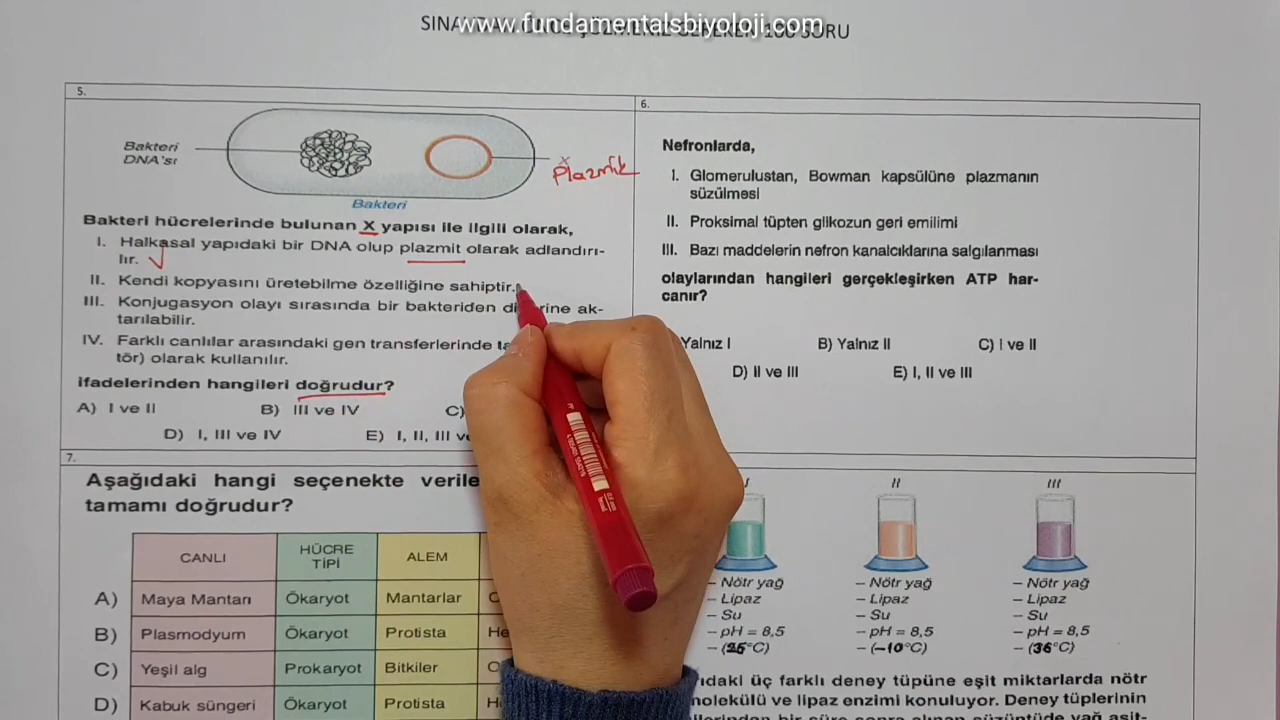 www.fundamentalsbiyoloji.com
100 SORU
5.
Bakteri
DNA'sı
X
Plazmit
Bakteri
Bakteri hücrelerinde bulunan X yapısı ile ilgili olarak,
I. Halkasal yapıdaki bir DNA olup plazmit olarak adlandırı-
lır.
II. Kendi kopyasını üretebilme özelliğine sahiptir.
III. Konjugasyon olayı sırasında bir bakteriden diğerine ak-
tarılabilir.
IV. Farklı canlılar arasındaki gen transferlerinde
tör) olarak kullanılır.
ifadelerinden hangileri doğrudur?
A) I ve II
B) III ve IV
C)
D) I, III ve IV
E) I, II, III
6.
Nefronlarda,
I. Glomerulustan, Bowman kapsülüne plazmanın
süzülmesi
II. Proksimal tüpten glikozun geri emilimi
III. Bazı maddelerin nefron kanalcıklarına salgılanması
olaylarından hangileri gerçekleşirken ATP har-
canır?
Yalnız I
B) Yalnız II
C) I ve II
D) II ve III
E) I, II ve III
7.
Aşağıdaki hangi seçenekte
tamamı doğrudur?
CANLI HÜCRE TİPİ ALEM
A) Maya Mantarı Ökaryot Mantarlar
B) Plasmodyum Ökaryot Protista
C) Yeşil alg Prokaryot Bitkiler
D) Kabuk süngeri Ökaryot Protista
I II III
– Nötr yağ – Nötr yağ – Nötr yağ
– Lipaz – Lipaz – Lipaz
– Su – Su – Su
– pH = 8,5 – pH = 8,5 – pH = 8,5
– (25°C) – (–10°C) – (36°C)
üç farklı deney tüpüne eşit miktarlarda nötr
ve lipaz enzimi konuluyor. Deney tüplerinin